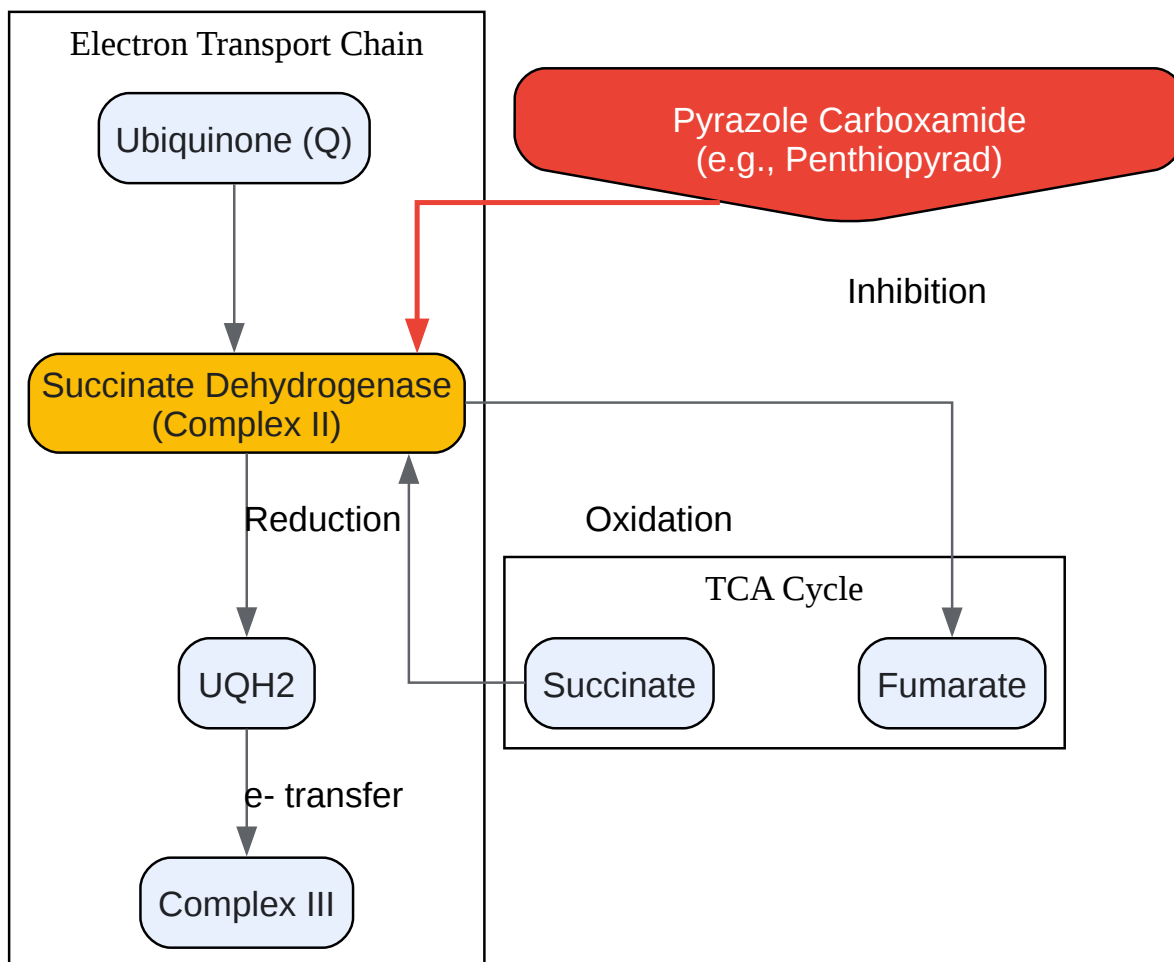 Electron Transport Chain
Ubiquinone (Q)
Pyrazole Carboxamide
(e.g., Penthiopyrad)
Inhibition
Succinate Dehydrogenase
(Complex II)
Reduction
Oxidation
TCA Cycle
UQH2
Succinate
Fumarate
e- transfer
Complex III